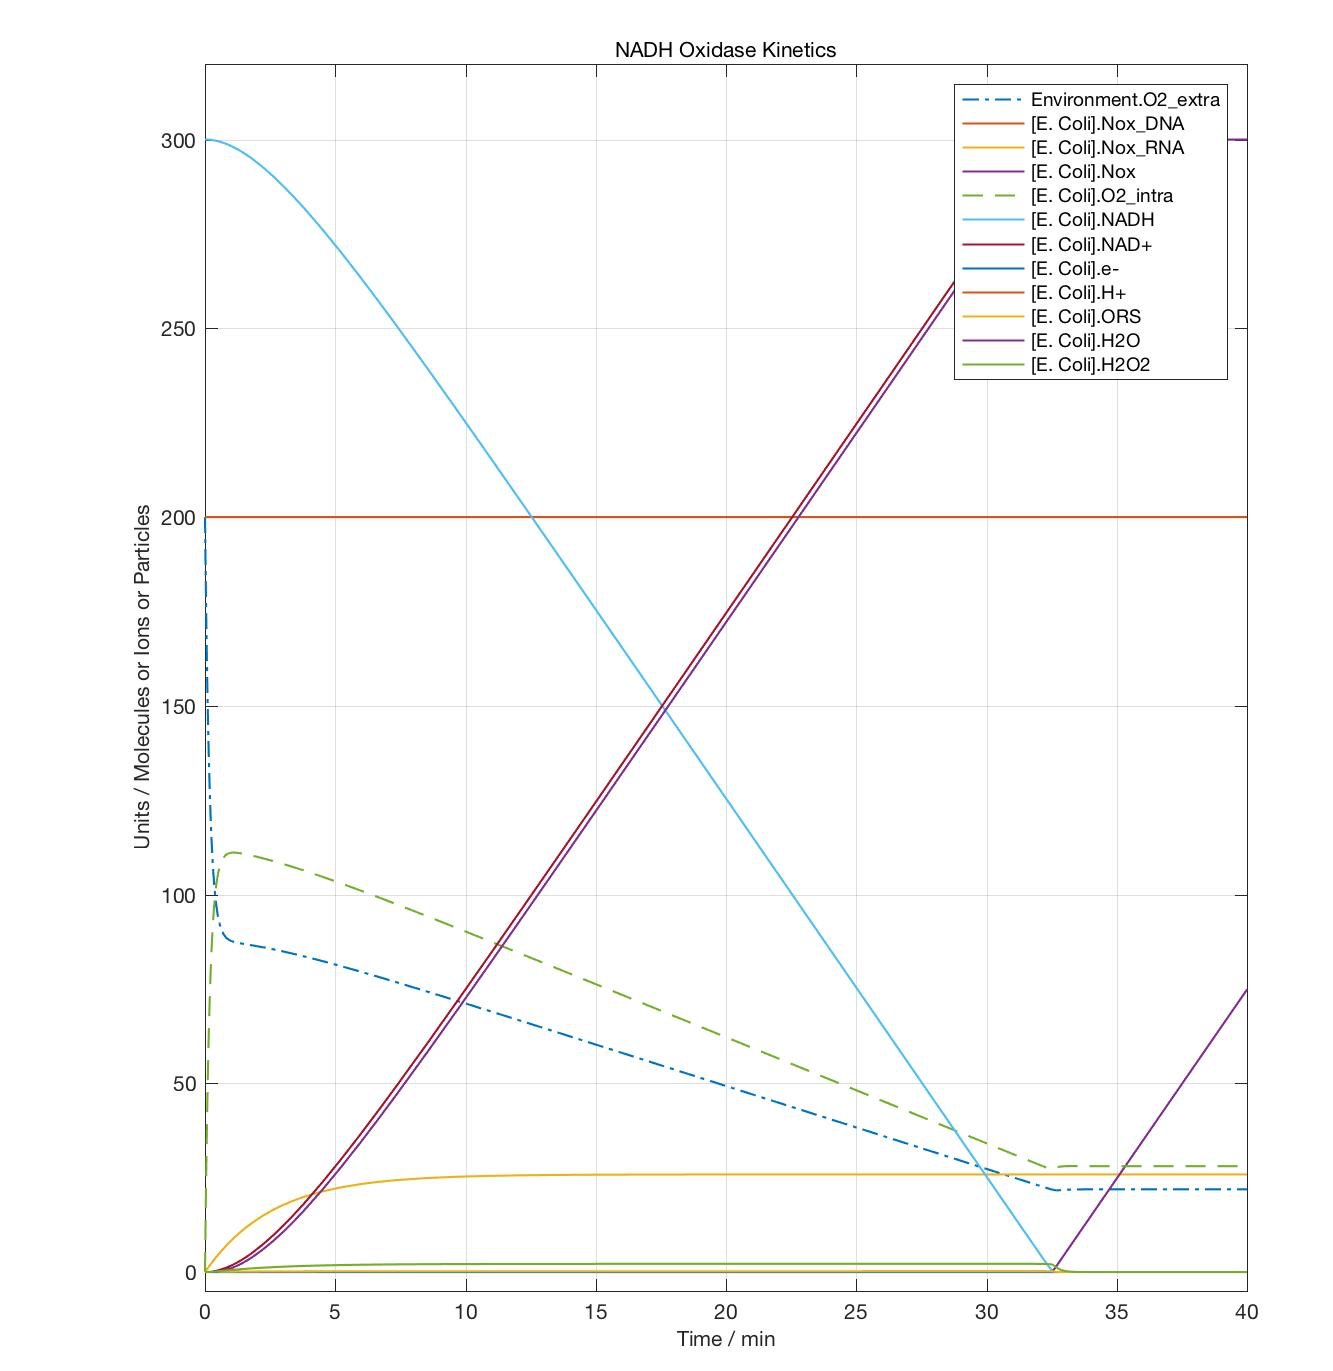 NADH Oxidase Kinetics
Environment.O2_extra
[E. Coli].Nox_DNA
[E. Coli].Nox_RNA
[E. Coli].Nox
[E. Coli].O2_intra
[E. Coli].NADH
[E. Coli].NAD+
[E. Coli].e-
[E. Coli].H+
[E. Coli].ORS
[E. Coli].H2O
[E. Coli].H2O2
Units / Molecules or Ions or Particles
300
250
200
150
100
50
0
0 5 10 15 20 25 30 35 40
Time / min